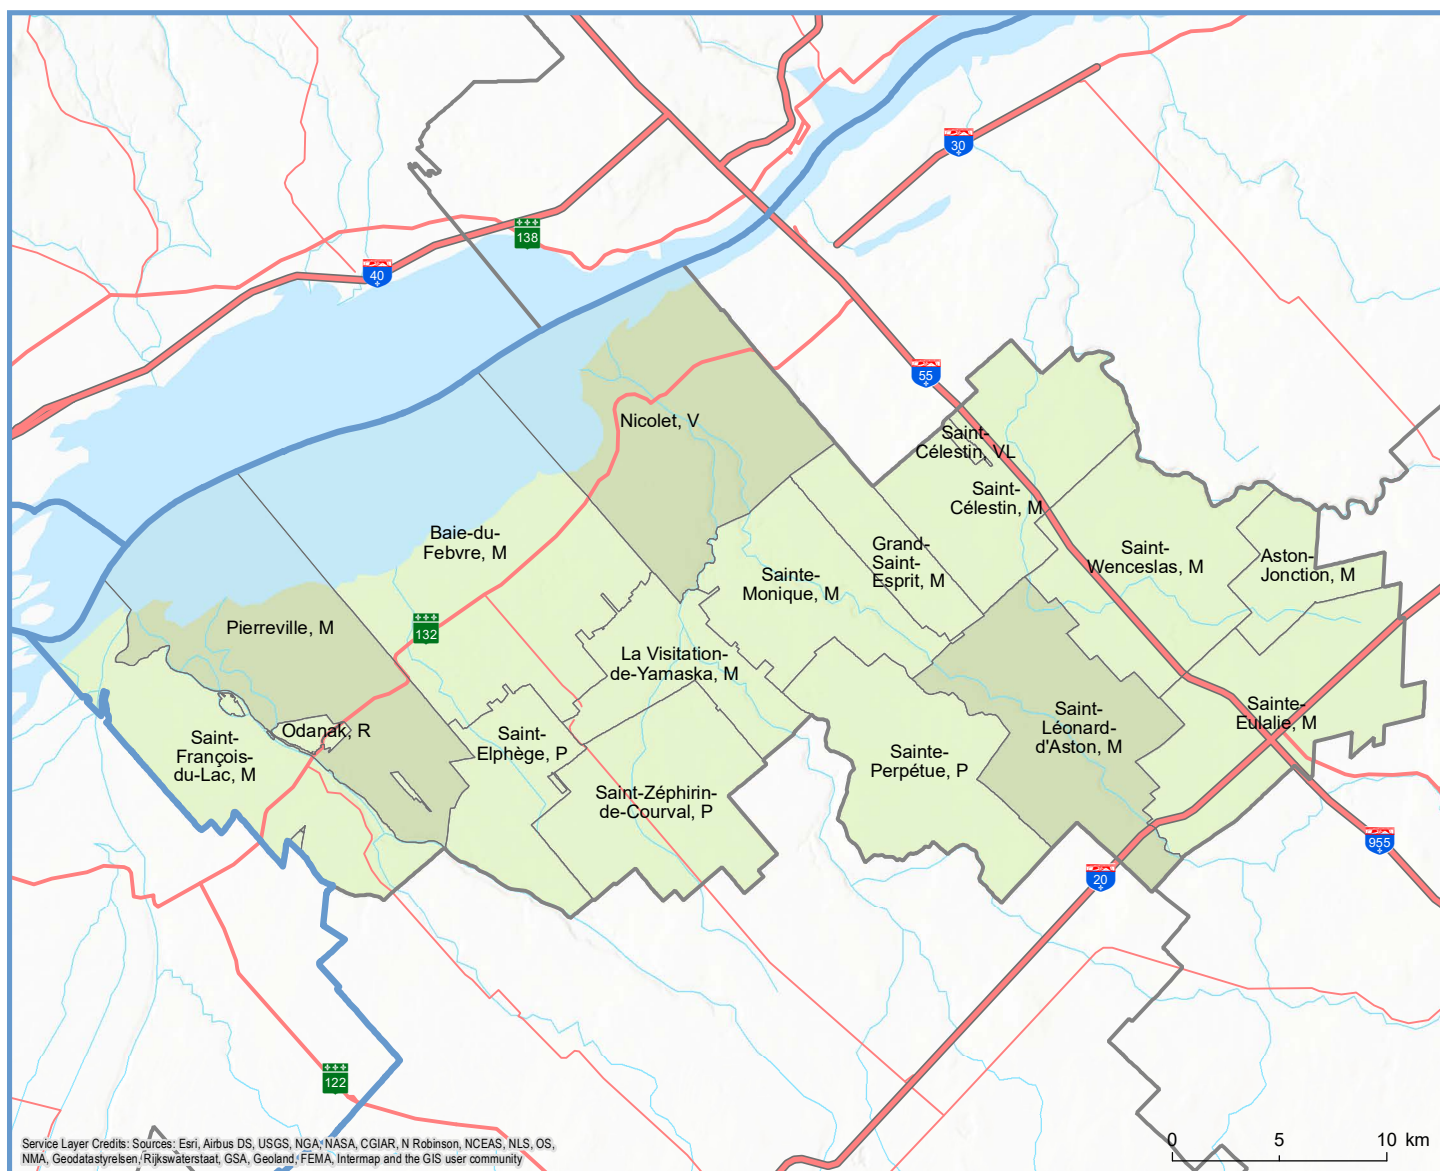 30
138
40
55
Nicolet, V
Saint-
Célestin, VL
Saint-
Célestin, M
Baie-du-
Febvre, M
Grand-
Saint-
Esprit, M
Saint-
Wenceslas, M
Aston-
Jonction, M
Sainte-
Monique, M
Pierreville, M
132
La Visitation-
de-Yamaska, M
Saint-
Léonard-
d'Aston, M
Sainte-
Eulalie, M
Odanak, R
Saint-
François-
du-Lac, M
Saint-
Elphège, P
Sainte-
Perpétue, P
Saint-Zéphirin-
de-Courval, P
955
20
122
Service Layer Credits: Sources: Esri, Airbus DS, USGS, NGA, NASA, CGIAR, N Robinson, NCEAS, NLS, OS,
NMA, Geodatastyrelsen, Rijkswaterstaat, GSA, Geoland, FEMA, Intermap and the GIS user community
0 5 10 km